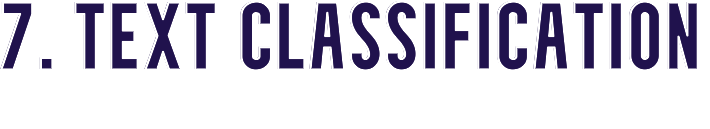 7. TEXT CLASSIFICATION